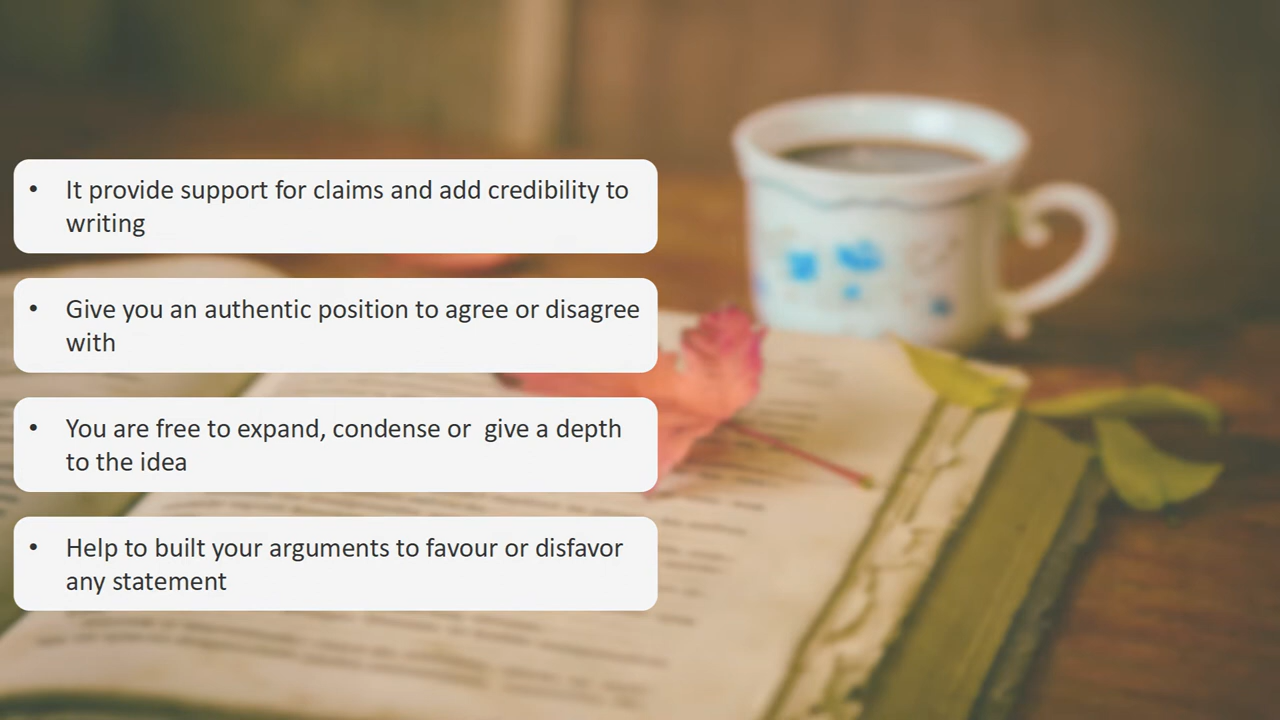 • It provide support for claims and add credibility to
writing
• Give you an authentic position to agree or disagree
with
• You are free to expand, condense or  give a depth
to the idea
• Help to built your arguments to favour or disfavor
any statement